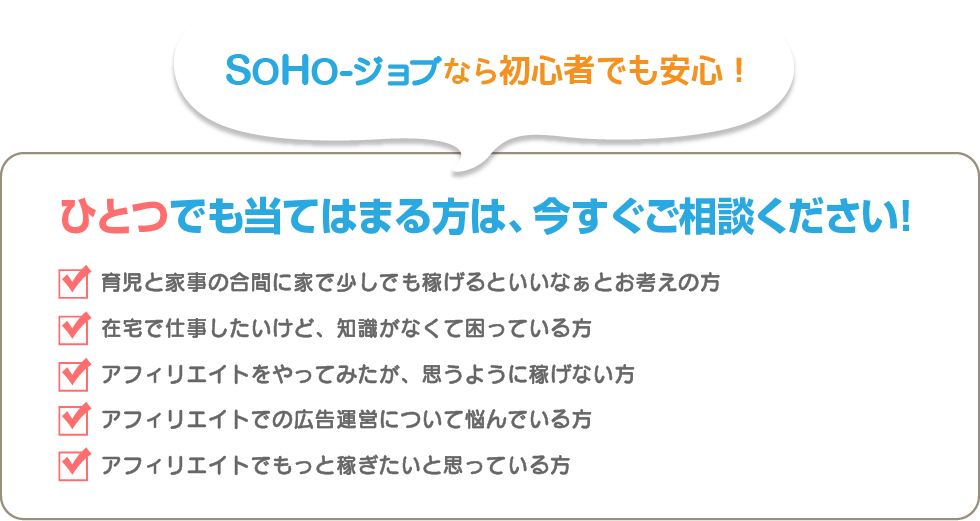 SOHO-ジョブなら初心者でも安心！
ひとつでも当てはまる方は、今すぐご相談ください!
育児と家事の合間に家で少しでも稼げるといいなぁとお考えの方
在宅で仕事したいけど、知識がなくて困っている方
アフィリエイトをやってみたが、思うように稼げない方
アフィリエイトでの広告運営について悩んでいる方
アフィリエイトでもっと稼ぎたいと思っている方